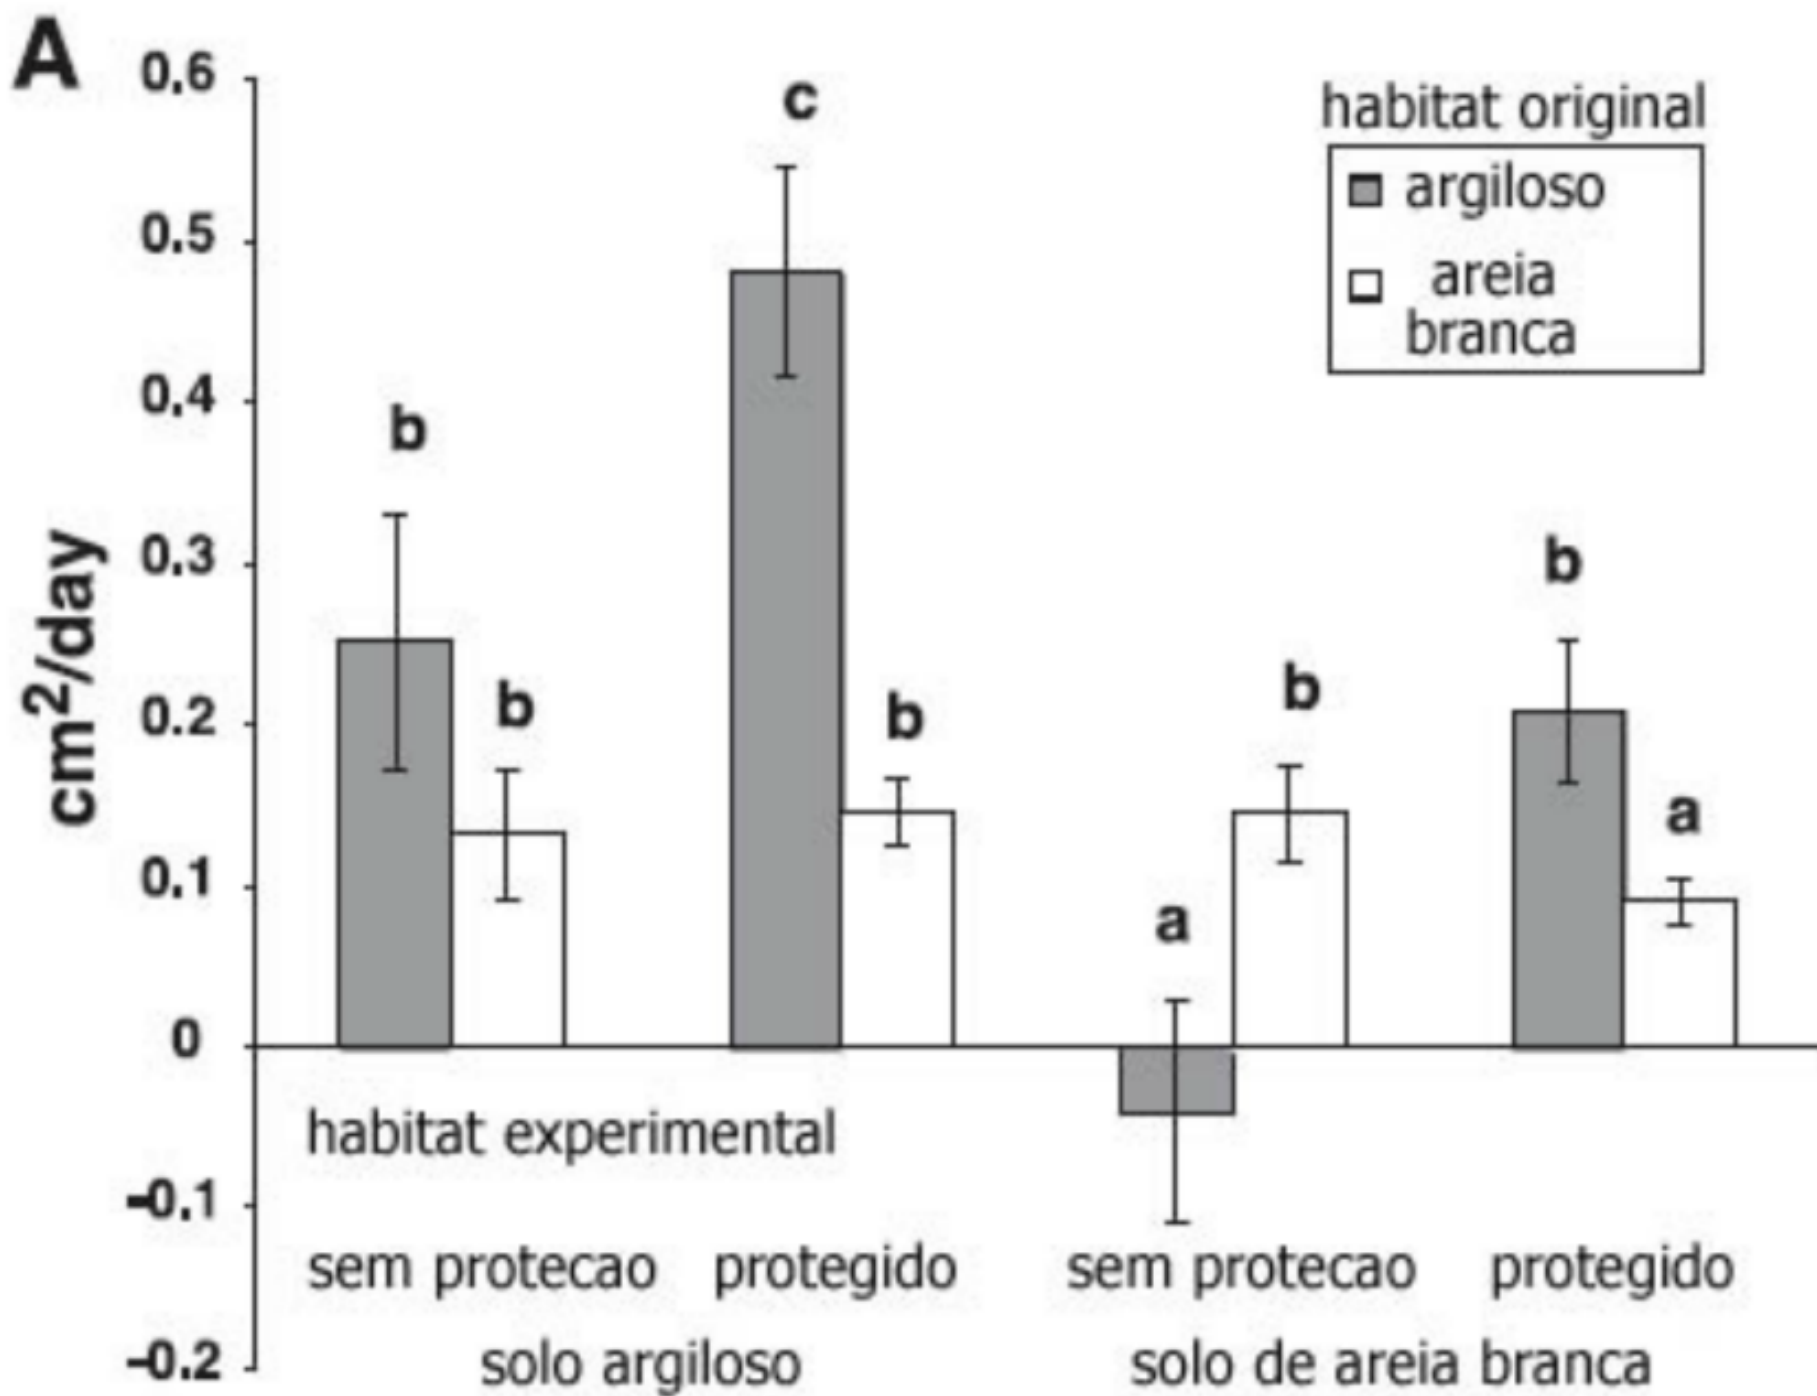 A
0.6
0.5
0.4
0.3
0.2
0.1
0
-0.1
-0.2
cm²/day
b
b
c
b
a
b
b
a
habitat original
argiloso
areia
branca
habitat experimental
sem protecao protegido sem protecao protegido
solo argiloso solo de areia branca